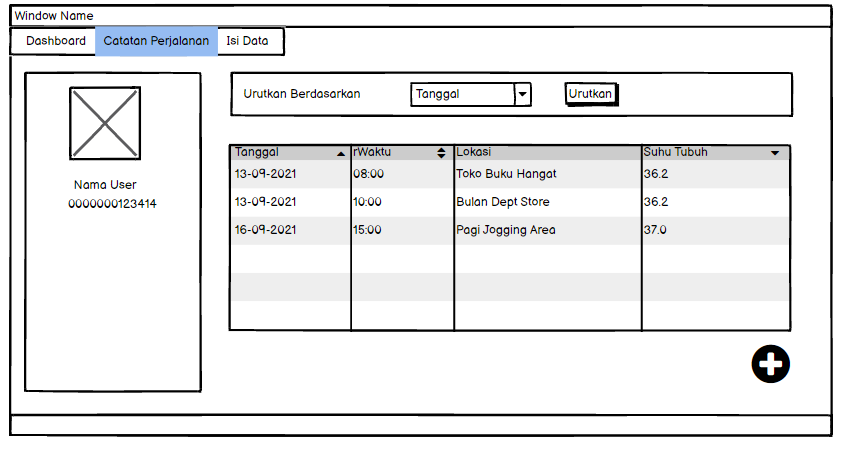 Window Name
Dashboard Catatan Perjalanan Isi Data
Urutkan Berdasarkan Tanggal Urutkan
Nama User
0000000123414
Tanggal rWaktu Lokasi Suhu Tubuh
13-09-2021 08:00 Toko Buku Hangat 36.2
13-09-2021 10:00 Bulan Dept Store 36.2
16-09-2021 15:00 Pagi Jogging Area 37.0